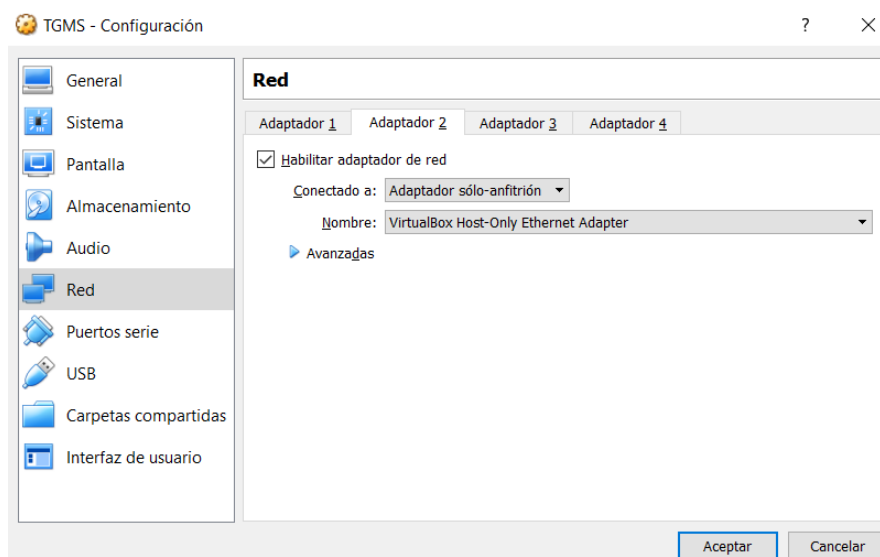 TGMS - Configuración
?
General
Sistema
Pantalla
Almacenamiento
Audio
Red
Puertos serie
USB
Carpetas compartidas
Interfaz de usuario
Red
Adaptador 1
Adaptador 2
Adaptador 3
Adaptador 4
Habilitar adaptador de red
Conectado a: Adaptador sólo-anfitrión
Nombre: VirtualBox Host-Only Ethernet Adapter
Avanzadas
Aceptar
Cancelar